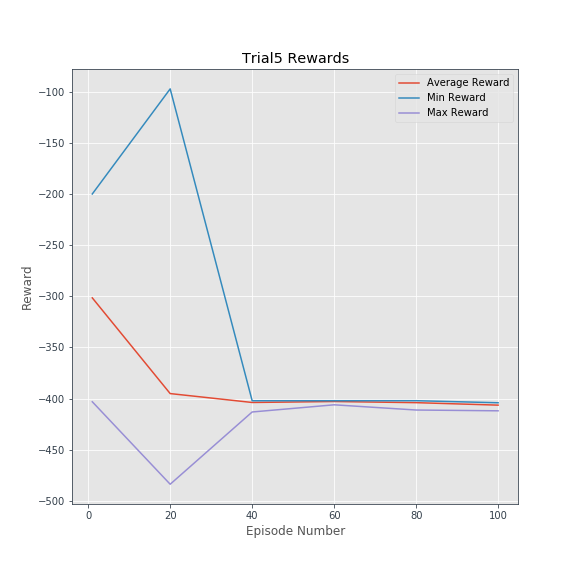 Trial5 Rewards
Average Reward
Min Reward
Max Reward
−100
−150
−200
−250
−300
−350
−400
−450
−500
Reward
0 20 40 60 80 100
Episode Number